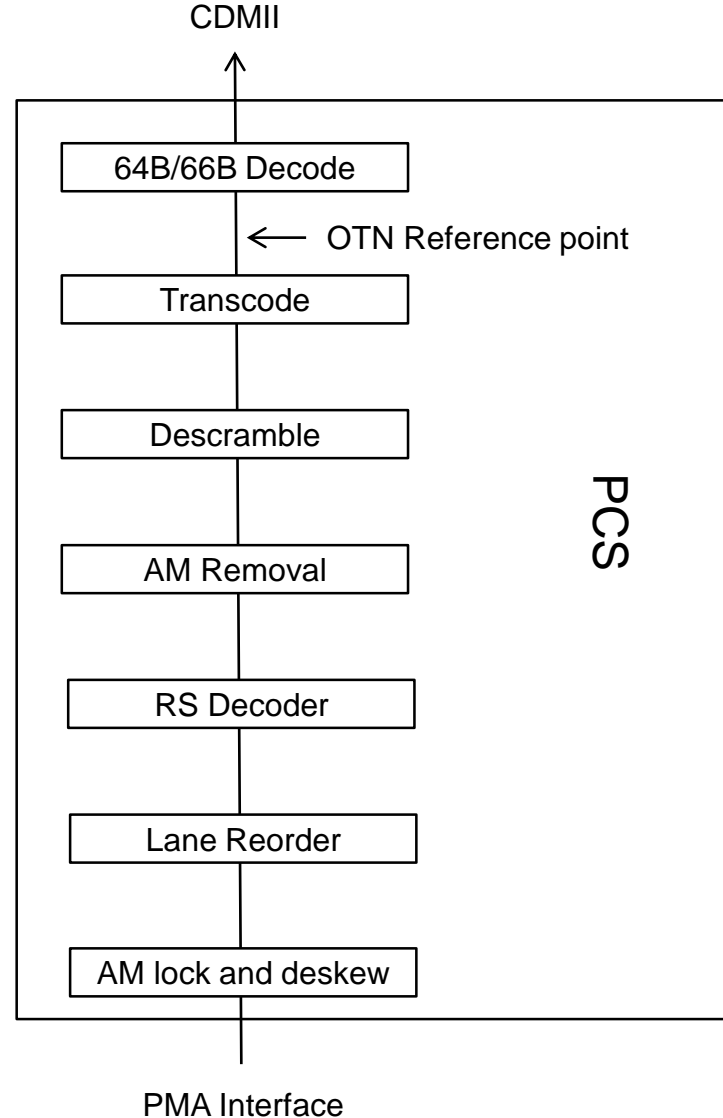 CDMII
64B/66B Decode
OTN Reference point
Transcode
Descramble
PCS
AM Removal
RS Decoder
Lane Reorder
AM lock and deskew
PMA Interface